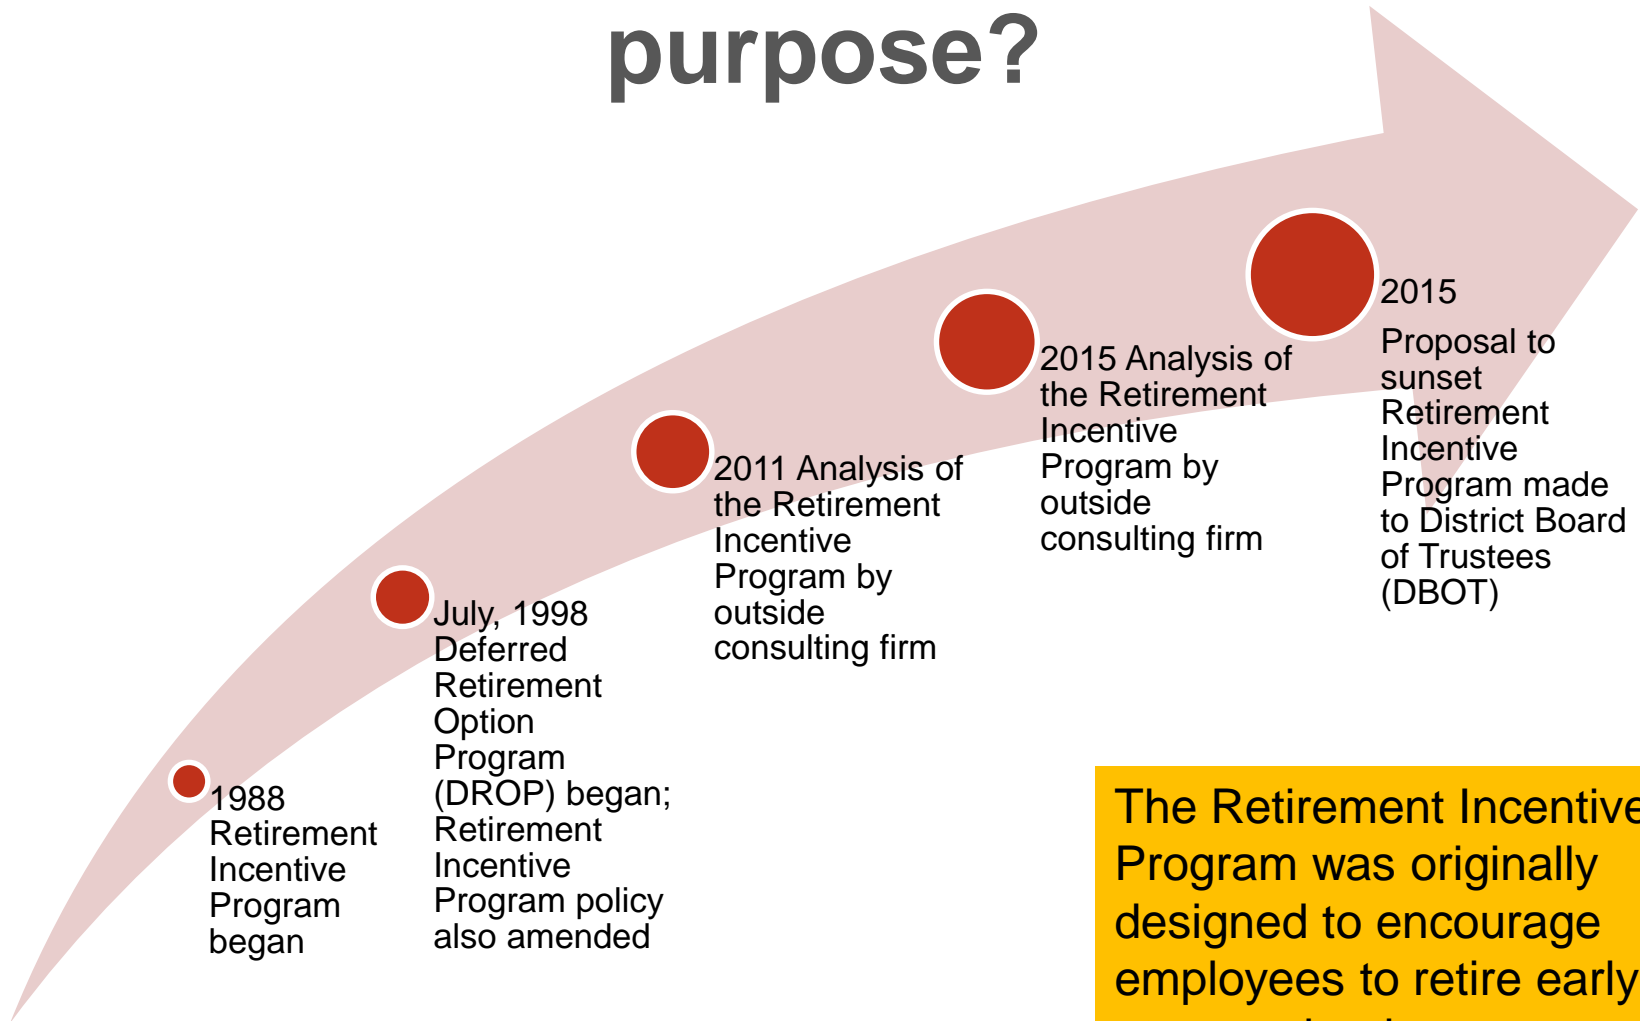 purpose?
2015
Proposal to
sunset
Retirement
Incentive
Program made
to District Board
of Trustees
(DBOT)
2015 Analysis of
the Retirement
Incentive
Program by
outside
consulting firm
2011 Analysis of
the Retirement
Incentive
Program by
outside
consulting firm
July, 1998
Deferred
Retirement
Option
Program
(DROP) began;
Retirement
Incentive
Program policy
also amended
1988
Retirement
Incentive
Program
began
The Retirement Incentive
Program was originally
designed to encourage
employees to retire early